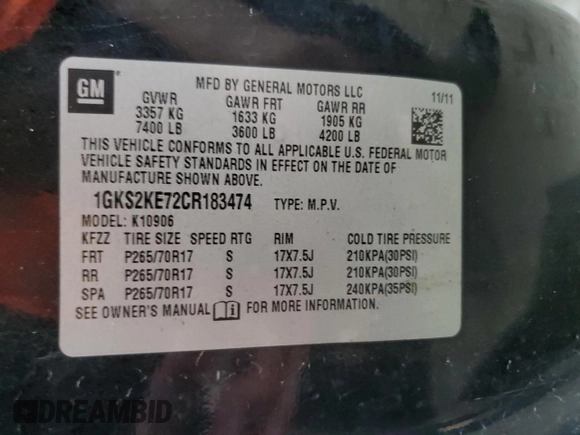 GM
MFD BY GENERAL MOTORS LLC
11/11
GVWR GAWR FRT GAWR RR
3357 KG 1633 KG 1905 KG
7400 LB 3600 LB 4200 LB
THIS VEHICLE CONFORMS TO ALL APPLICABLE U.S. FEDERAL MOTOR
VEHICLE SAFETY STANDARDS IN EFFECT ON THE DATE OF
MANUFACTURE SHOWN ABOVE.
1GKS2KE72CR183474 TYPE: M.P.V.
MODEL: K10906
KFZZ TIRE SIZE SPEED RTG RIM COLD TIRE PRESSURE
FRT P265/70R17 S 17X7.5J 210KPA(30PSI)
RR P265/70R17 S 17X7.5J 210KPA(30PSI)
SPA P265/70R17 S 17X7.5J 240KPA(35PSI)
SEE OWNER'S MANUAL FOR MORE INFORMATION.
DREAMBID